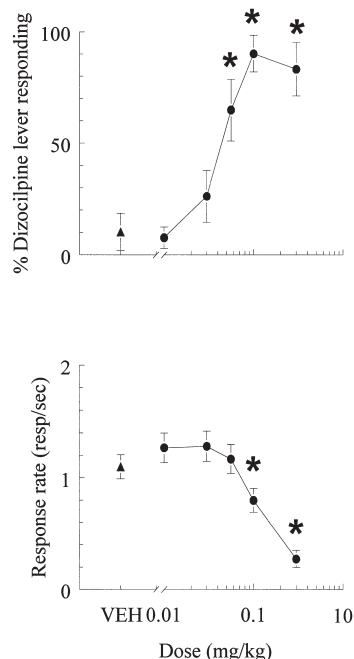 % Dizocilpine lever responding
100
50
0
* * *
Response rate (resp/sec)
2
1
0
* *
VEH 0.01 0.1 10
Dose (mg/kg)